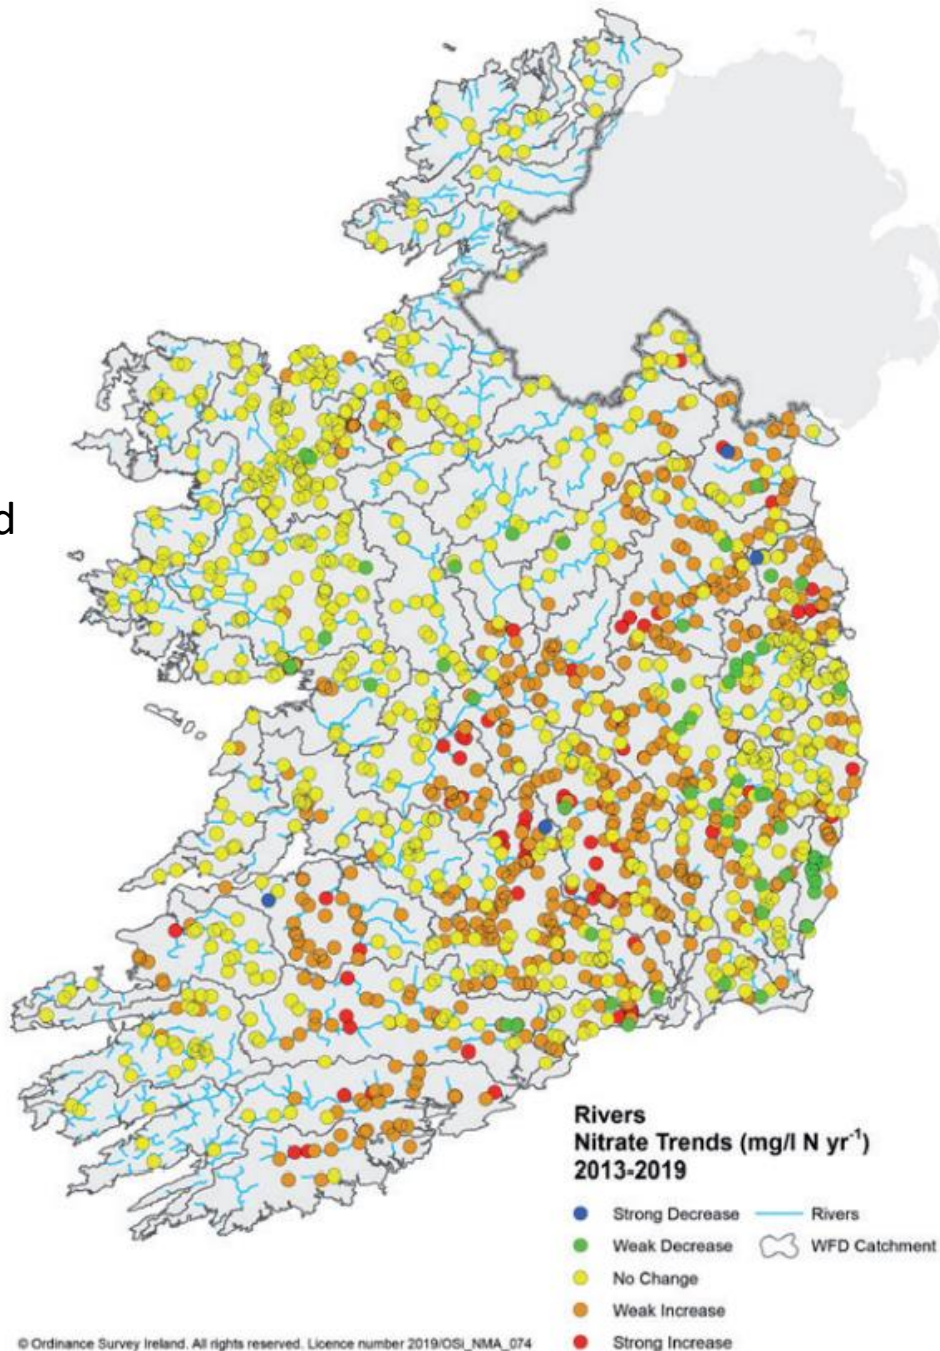 d
Rivers
Nitrate Trends (mg/l N yr⁻¹)
2013-2019
Strong Decrease
Rivers
Weak Decrease
WFD Catchment
No Change
Weak Increase
Strong Increase
© Ordinance Survey Ireland. All rights reserved. Licence number 2019/OSi_NMA_074